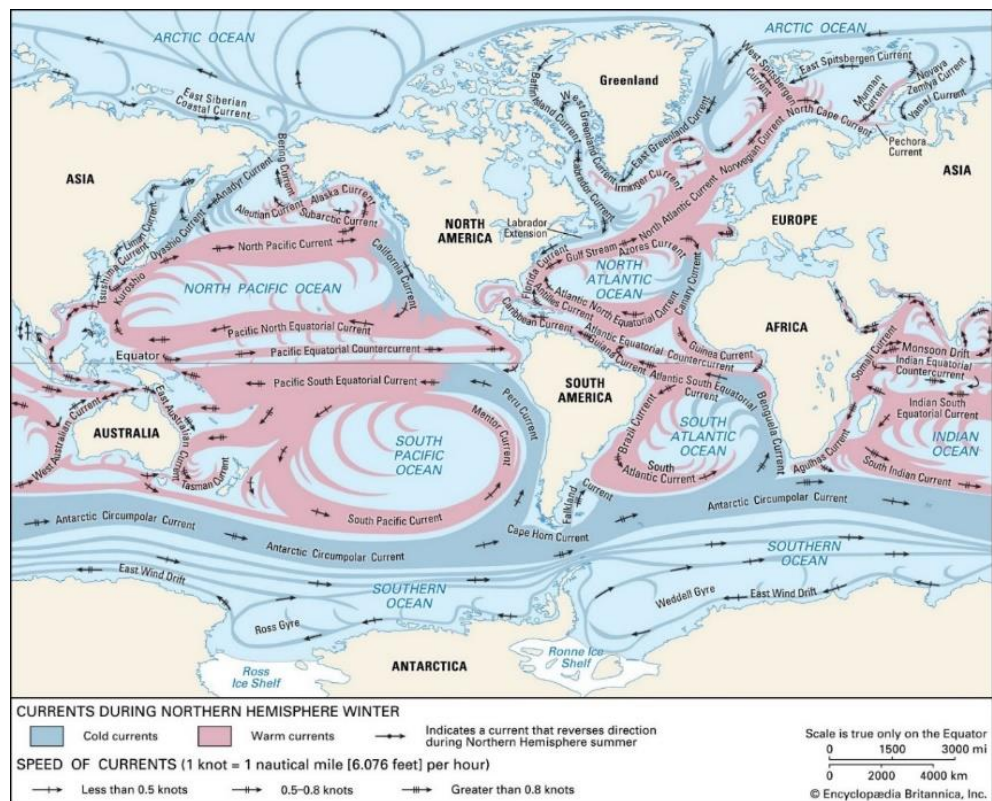 ARCTIC OCEAN
ARCTIC OCEAN
East Siberian
Coastal Current
Greenland
West Spitsbergen
Current
East Spitsbergen Current
Novaya
Zemlya Current
Yamal Current
Murman
Current
North Cape Current
Pechora
Current
Baffin
Island Current
West Greenland Current
East Greenland Current
Irminger Current
Norwegian Current
Labrador Current
Labrador
Extension
North Atlantic Current
ASIA
Bering Current
Anadyr Current
Alaska Current
Aleutian Current
Subarctic Current
Oyashio Current
Liman Current
Tsushima Current
Kuroshio
North Pacific Current
California Current
NORTH
AMERICA
EUROPE
ASIA
Florida Current
Gulf Stream
Azores Current
NORTH PACIFIC OCEAN
NORTH
ATLANTIC
OCEAN
Antilles Current
Atlantic North Equatorial Current
Canary Current
Caribbean Current
AFRICA
Pacific North Equatorial Current
Equator
Pacific Equatorial Countercurrent
Atlantic Equatorial
Countercurrent
Guiana Current
Guinea Current
Somali Current
Monsoon Drift
Indian Equatorial
Countercurrent
Pacific South Equatorial Current
SOUTH
AMERICA
Atlantic South Equatorial
Current
Indian South
Equatorial Current
AUSTRALIA
West Australian Current
East Australian
Current
Tasman Current
SOUTH
PACIFIC
OCEAN
Mentor Current
Peru Current
Brazil Current
SOUTH
ATLANTIC
OCEAN
Benguela Current
Agulhas Current
INDIAN
OCEAN
South
Atlantic Current
South Indian Current
South Pacific Current
Falkland
Current
Cape Horn Current
Antarctic Circumpolar Current
Antarctic Circumpolar Current
Antarctic Circumpolar Current
East Wind Drift
SOUTHERN
OCEAN
SOUTHERN
OCEAN
Ross Gyre
Weddell Gyre
East Wind Drift
Ross
Ice Shelf
ANTARCTICA
Ronne Ice
Shelf
CURRENTS DURING NORTHERN HEMISPHERE WINTER
Cold currents
Warm currents
Indicates a current that reverses direction
during Northern Hemisphere summer
SPEED OF CURRENTS (1 knot = 1 nautical mile [6.076 feet] per hour)
Less than 0.5 knots
0.5–0.8 knots
Greater than 0.8 knots
Scale is true only on the Equator
0 1500 3000 mi
0 2000 4000 km
© Encyclopædia Britannica, Inc.